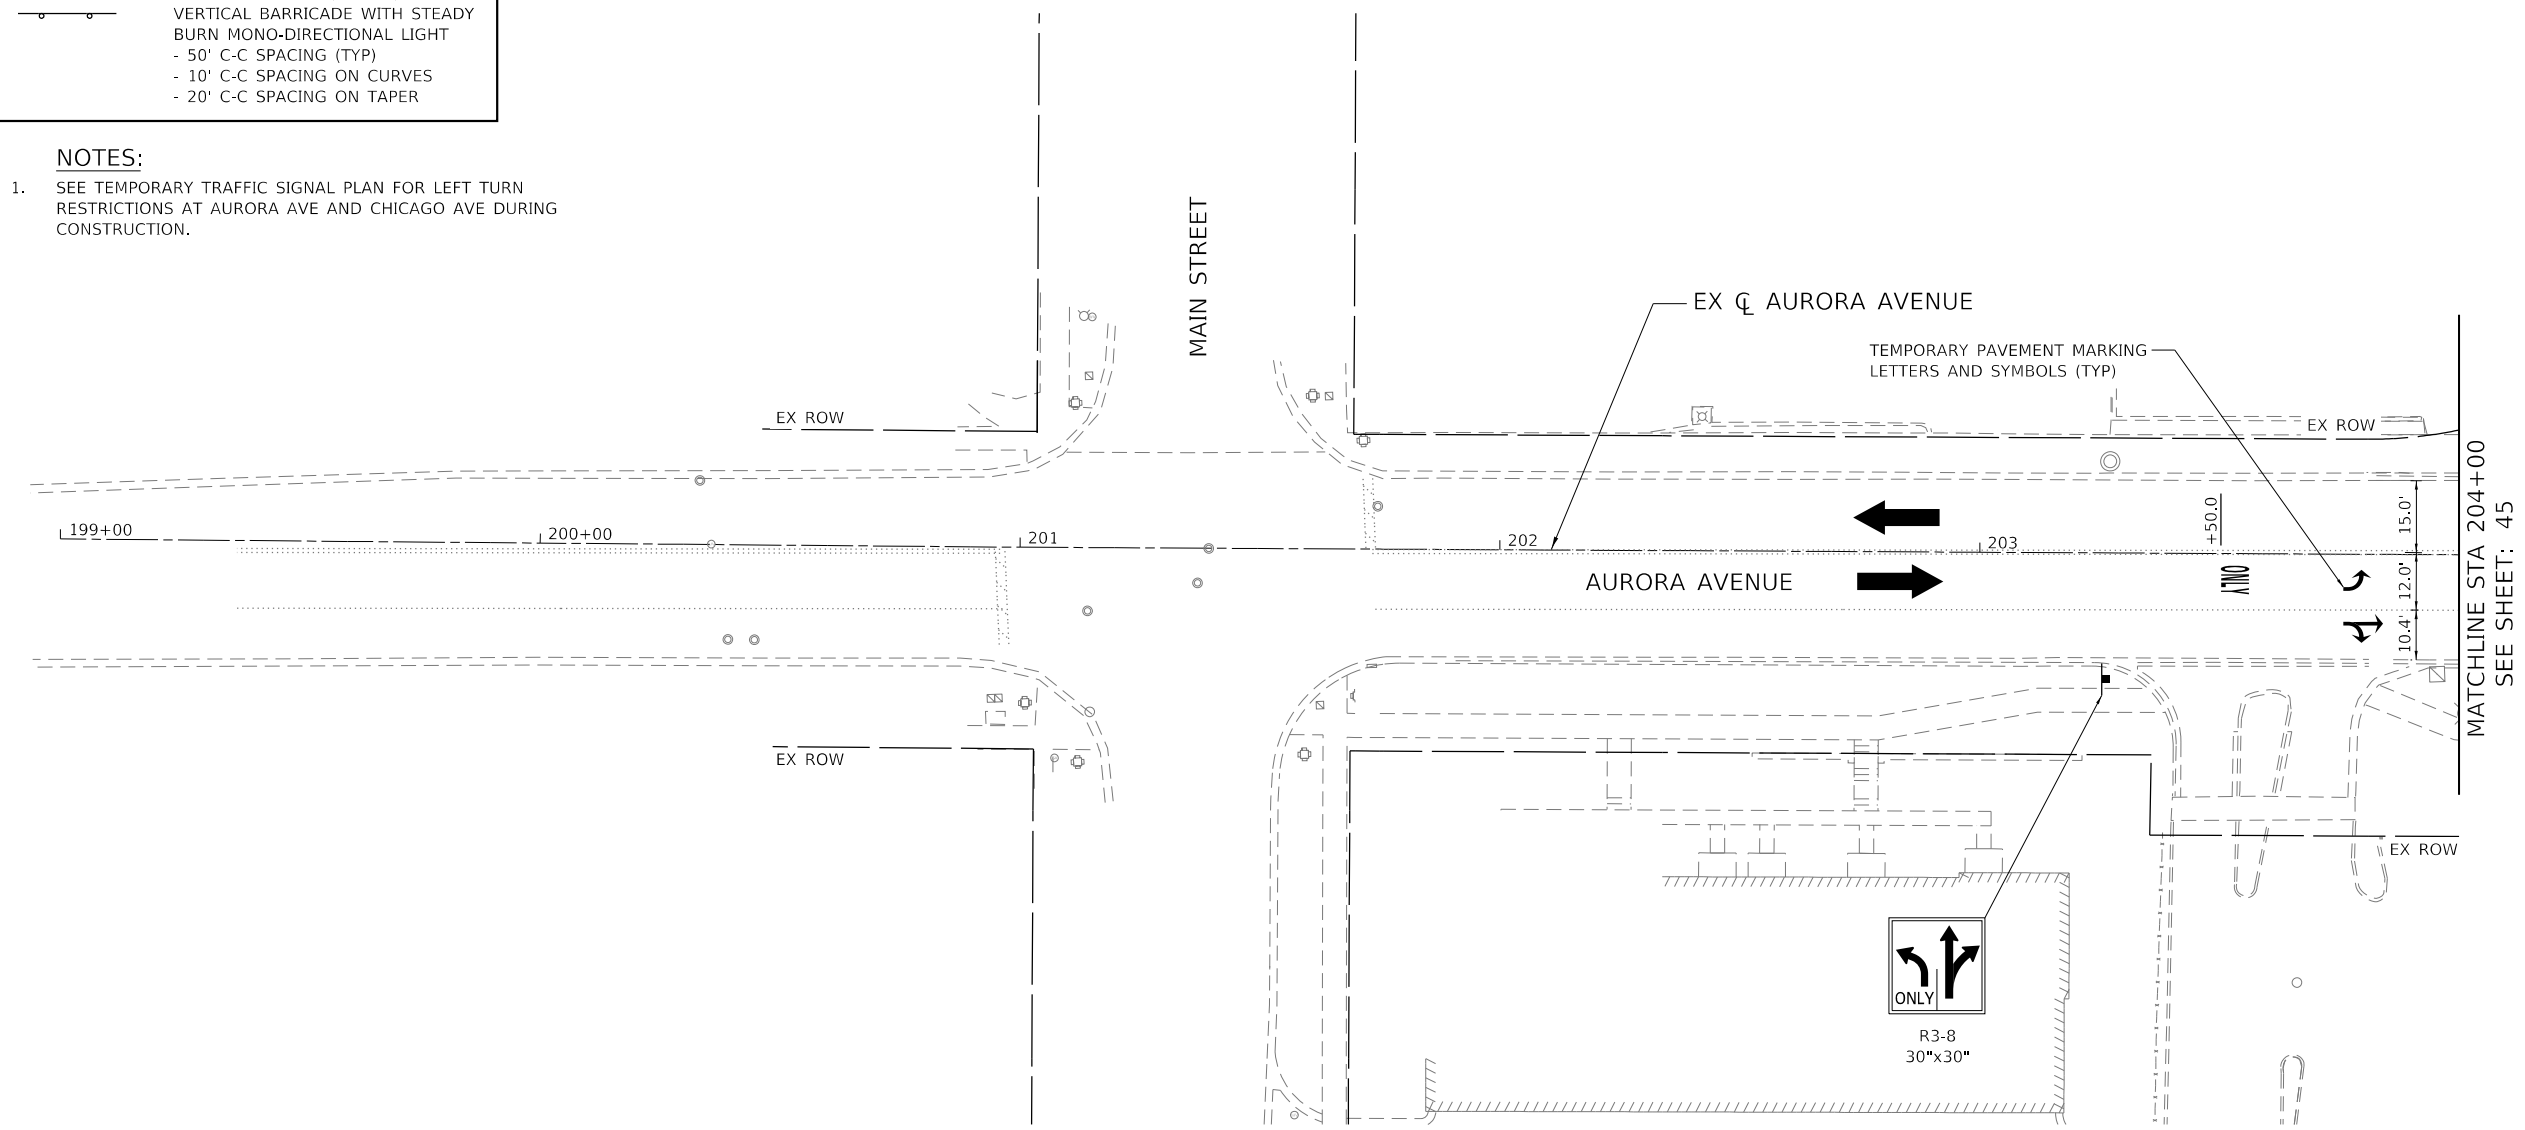 VERTICAL BARRICADE WITH STEADY
BURN MONO-DIRECTIONAL LIGHT
- 50' C-C SPACING (TYP)
- 10' C-C SPACING ON CURVES
- 20' C-C SPACING ON TAPER
NOTES:
1. SEE TEMPORARY TRAFFIC SIGNAL PLAN FOR LEFT TURN
RESTRICTIONS AT AURORA AVE AND CHICAGO AVE DURING
CONSTRUCTION.
MAIN STREET
EX ℄ AURORA AVENUE
TEMPORARY PAVEMENT MARKING
LETTERS AND SYMBOLS (TYP)
EX ROW
EX ROW
199+00
200+00
201
202
203
+50.0
15.0'
12.0'
10.4'
AURORA AVENUE
ONLY
MATCHLINE STA 204+00
SEE SHEET: 45
EX ROW
EX ROW
ONLY
R3-8
30"x30"